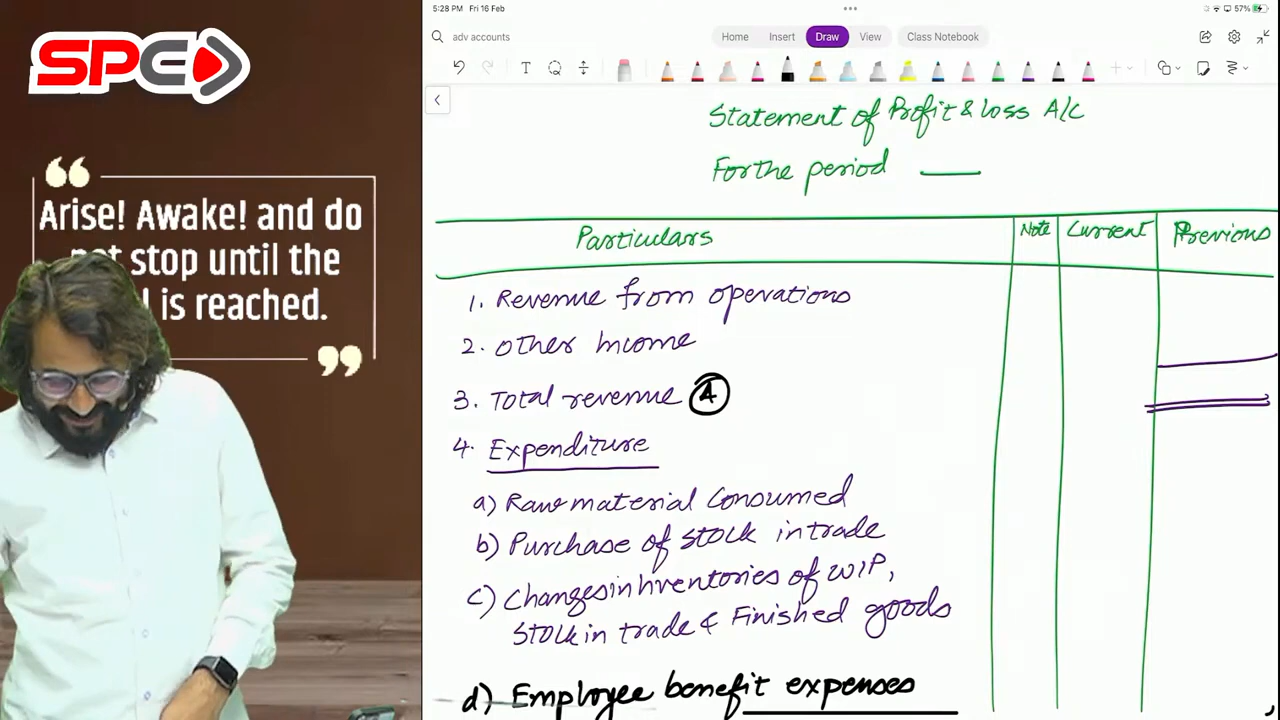 5:28 PM Fri 16 Feb
57%
adv accounts
Home Insert Draw View Class Notebook
SPE
Arise! Awake! and do
stop until the
is reached.
Statement of Profit & Loss A/C
For the period
Particulars Note Current Previous
1. Revenue from operations
2. Other Income
3. Total revenue A
4. Expenditure
a) Raw material Consumed
b) Purchase of Stock in trade
c) Changes in Inventories of WIP,
Stock in trade & Finished goods
d) Employee benefit expenses